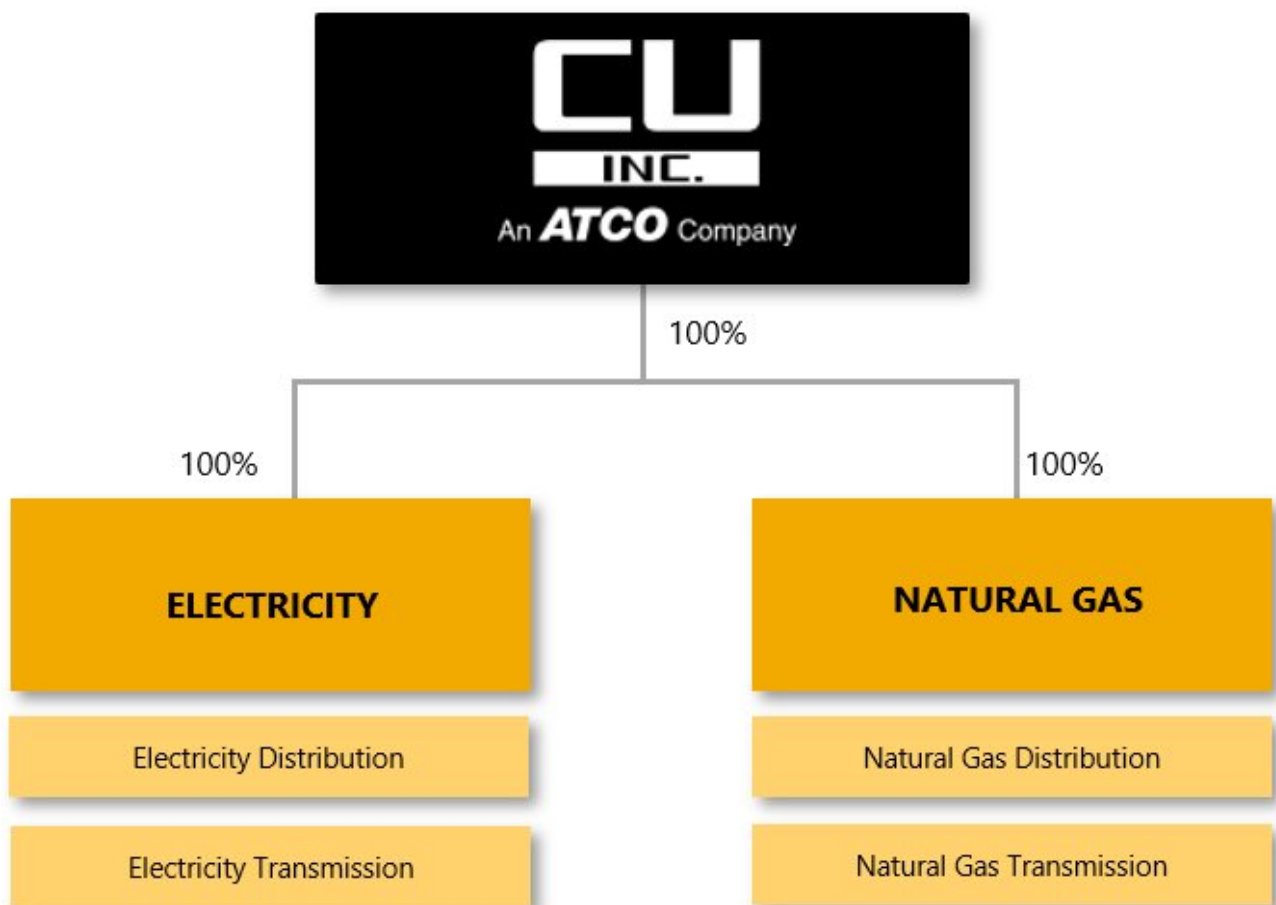 CU
INC.
An ATCO Company
100%
100%
100%
ELECTRICITY
NATURAL GAS
Electricity Distribution
Natural Gas Distribution
Electricity Transmission
Natural Gas Transmission